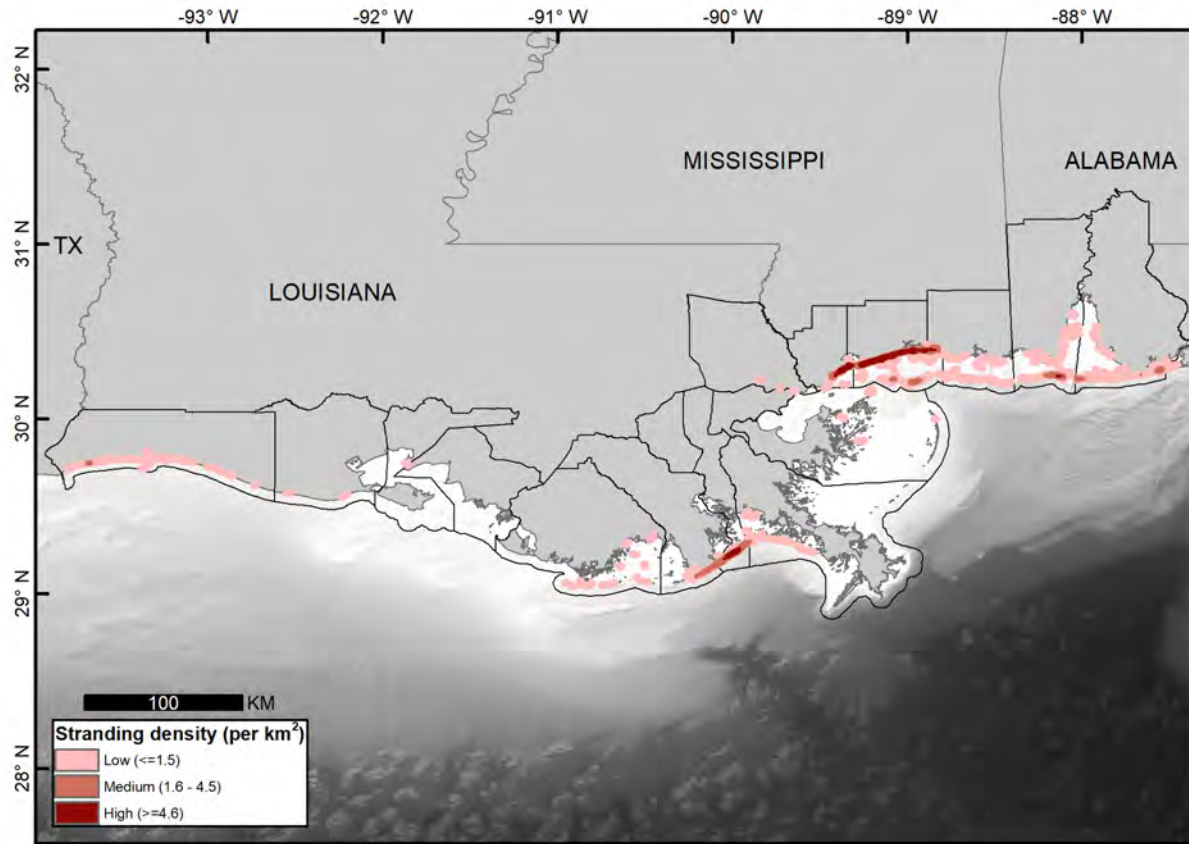 -93° W
-92° W
-91° W
-90° W
-89° W
-88° W
32° N
31° N
30° N
29° N
28° N
MISSISSIPPI
ALABAMA
TX
LOUISIANA
100 KM
Stranding density (per km²)
Low (<=1.5)
Medium (1.6 - 4.5)
High (>=4.6)